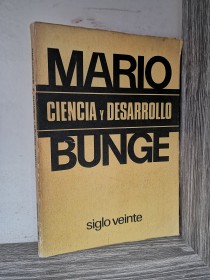 MARIO
CIENCIA Y DESARROLLO
BUNGE
siglo veinte